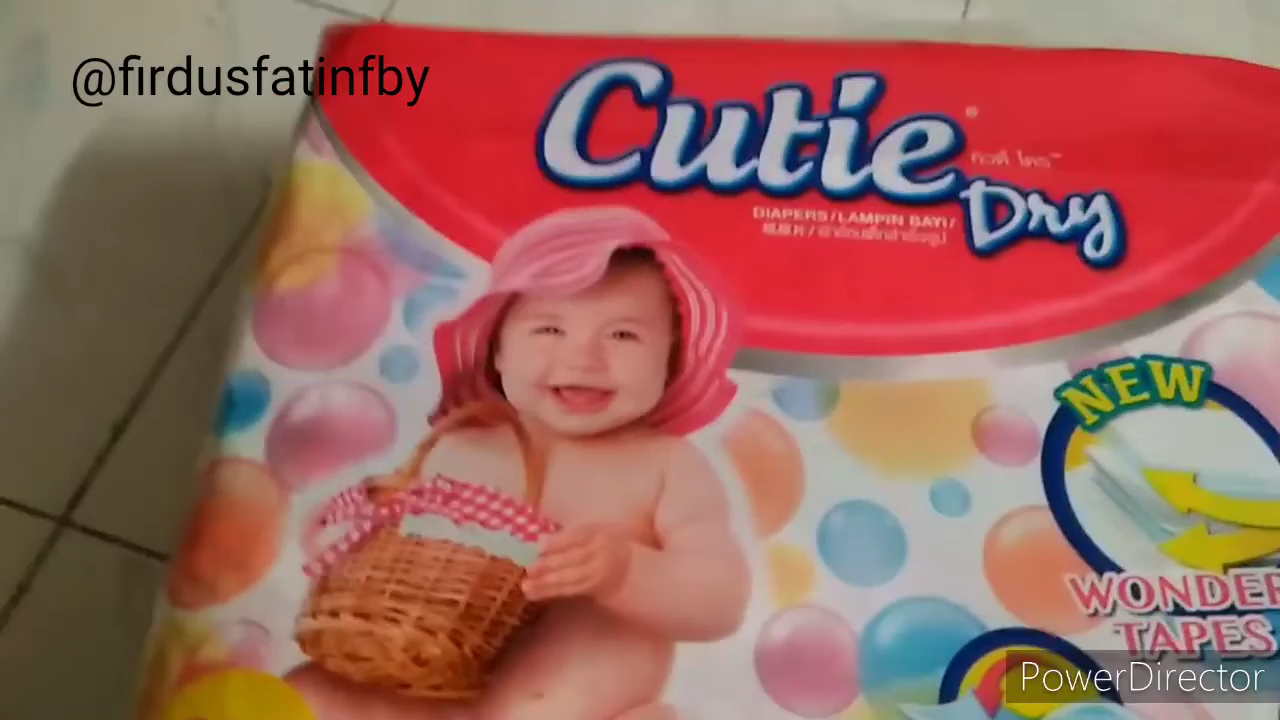 @firdusfatinfby
Cutie
Dry
DIAPERS/LAMPIN BAYI/
NEW
WONDER
TAPES
PowerDirector